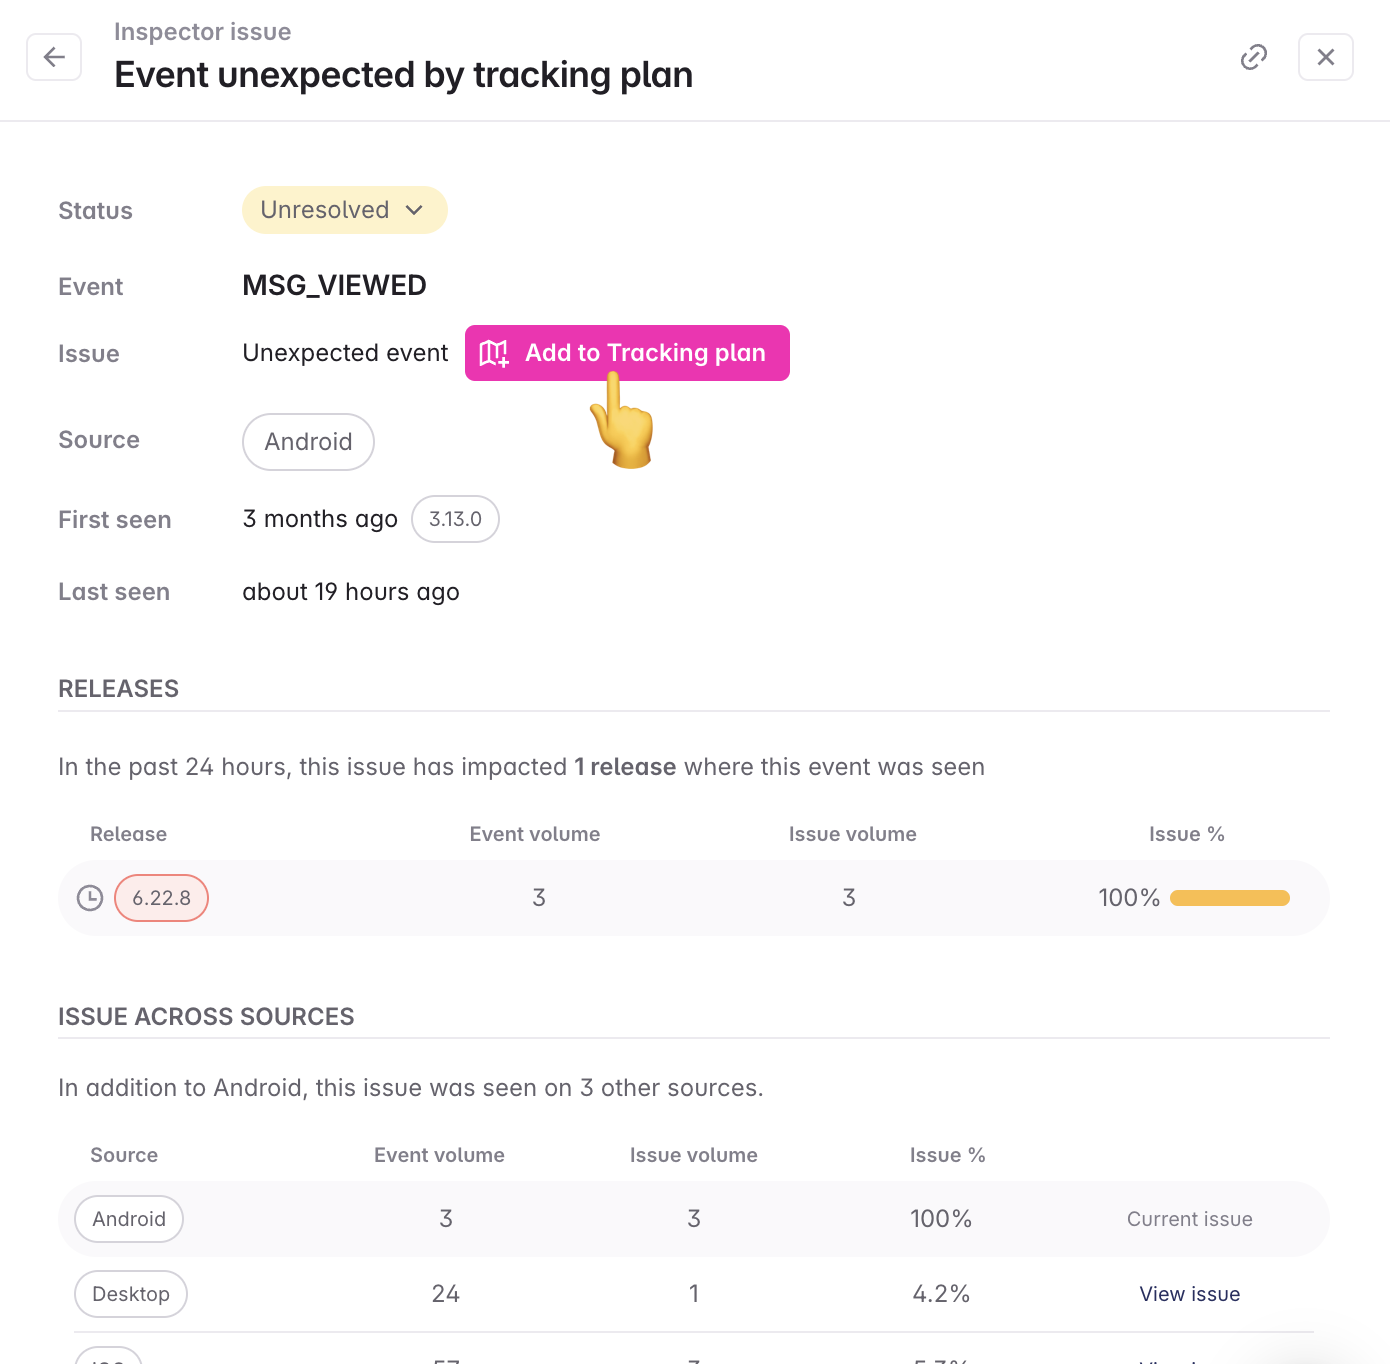 Inspector issue
Event unexpected by tracking plan
Status Unresolved
Event MSG_VIEWED
Issue Unexpected event Add to Tracking plan
Source Android
First seen 3 months ago 3.13.0
Last seen about 19 hours ago
RELEASES
In the past 24 hours, this issue has impacted 1 release where this event was seen
Release Event volume Issue volume Issue %
6.22.8 3 3 100%
ISSUE ACROSS SOURCES
In addition to Android, this issue was seen on 3 other sources.
Source Event volume Issue volume Issue %
Android 3 3 100% Current issue
Desktop 24 1 4.2% View issue